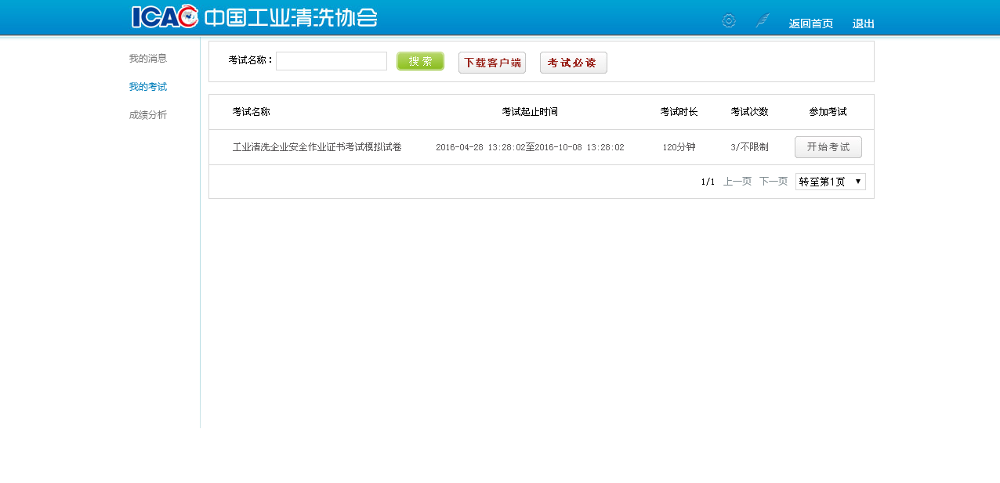 ICAC 中国工业清洗协会
返回首页 退出
我的消息
我的考试
成绩分析
考试名称： 搜 索 下载客户端 考试必读
考试名称 考试起止时间 考试时长 考试次数 参加考试
工业清洗企业安全作业证书考试模拟试卷 2016-04-28 13:28:02至2016-10-08 13:28:02 120分钟 3/不限制 开始考试
1/1 上一页 下一页 转至第1页